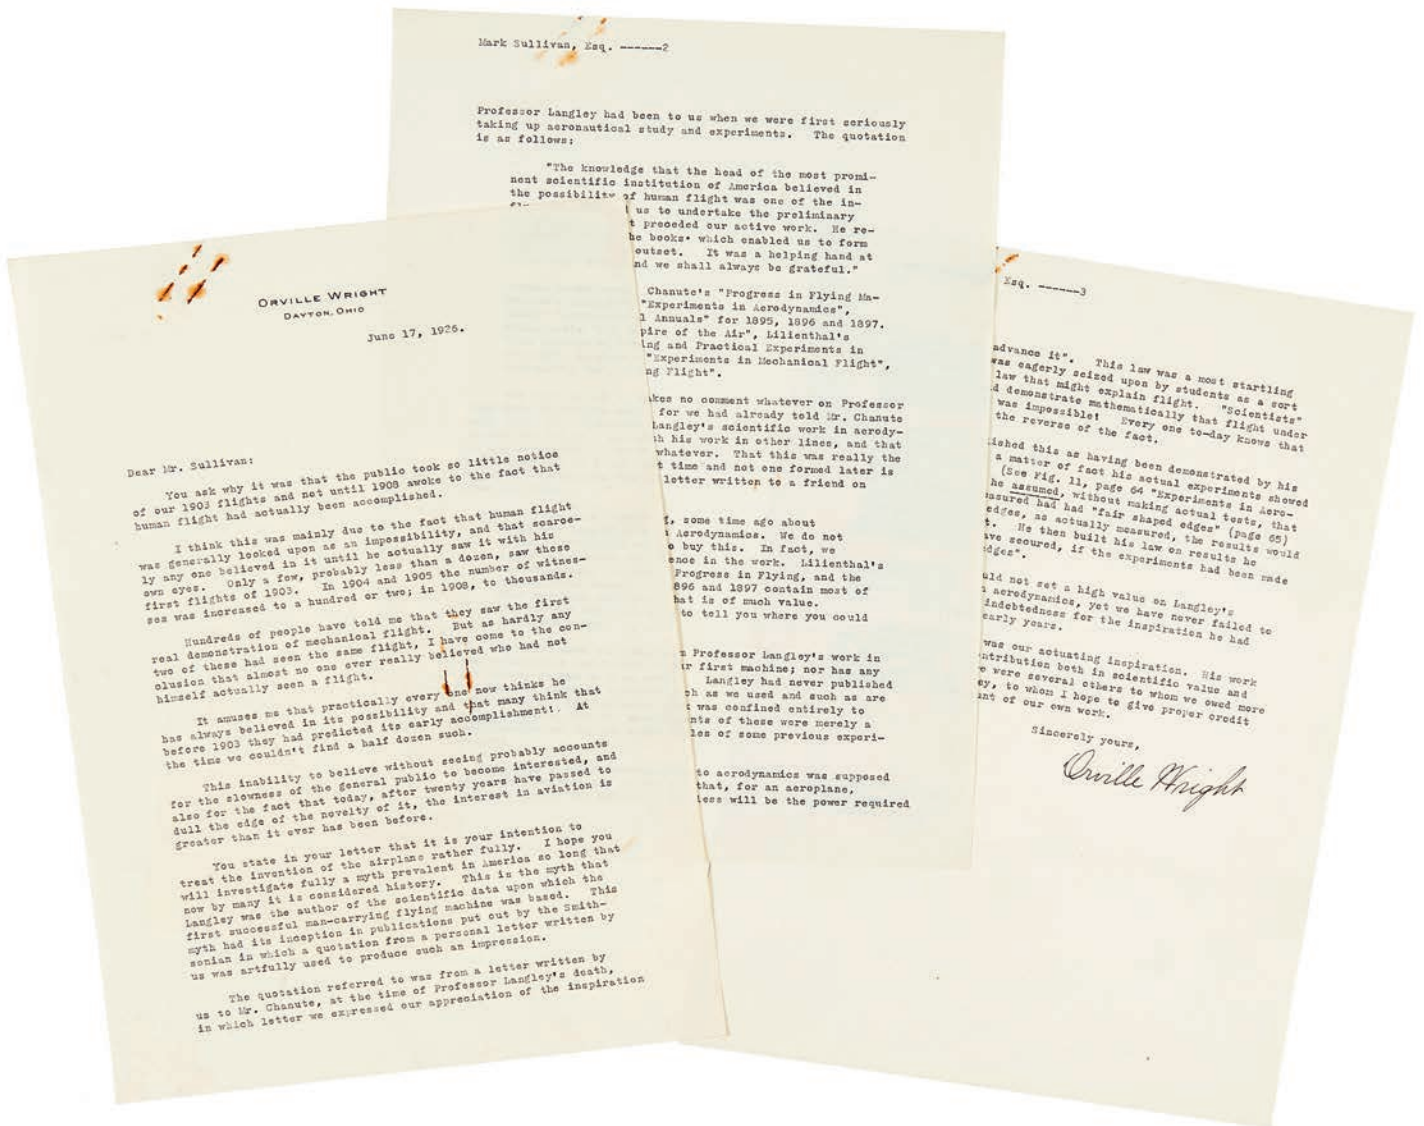 ORVILLE WRIGHT
DAYTON, OHIO
June 17, 1926.
Dear Mr. Sullivan:
You ask why it was that the public took so little notice
of our 1903 flights and not until 1908 awoke to the fact that
human flight had actually been accomplished.
I think this was mainly due to the fact that human flight
was generally looked upon as an impossibility, and that scarce-
ly any one believed in it until he actually saw it with his
own eyes. Only a few, probably less than a dozen, saw these
first flights of 1903. In 1904 and 1905 the number of witnes-
ses was increased to a hundred or two; in 1908, to thousands.
Hundreds of people have told me that they saw the first
real demonstration of mechanical flight. But as hardly any
two of these had seen the same flight, I have come to the con-
clusion that almost no one ever really believed who had not
himself actually seen a flight.
It amuses me that practically every one now thinks he
has always believed in its possibility and that many think that
before 1903 they had predicted its early accomplishment! At
the time we couldn't find a half dozen such.
This inability to believe without seeing probably accounts
for the slowness of the general public to become interested, and
also for the fact that today, after twenty years have passed to
dull the edge of the novelty of it, the interest in aviation is
greater than it ever has been before.
You state in your letter that it is your intention to
treat the invention of the airplane rather fully. I hope you
will investigate fully a myth prevalent in America so long that
now by many it is considered history. This is the myth that
Langley was the author of the scientific data upon which the
first successful man-carrying flying machine was based. This
myth had its inception in publications put out by the Smith-
sonian in which a quotation from a personal letter written by
us was artfully used to produce such an impression.
The quotation referred to was from a letter written by
us to Mr. Chanute, at the time of Professor Langley's death,
in which letter we expressed our appreciation of the inspiration
Mark Sullivan, Esq. ------2
Professor Langley had been to us when we were first seriously
taking up aeronautical study and experiments. The quotation
is as follows;
"The knowledge that the head of the most promi-
nent scientific institution of America believed in
the possibility of human flight was one of the in-
us to undertake the preliminary
t preceded our active work. He re-
he books which enabled us to form
outset. It was a helping hand at
nd we shall always be grateful."
Chanute's "Progress in Flying Ma-
"Experiments in Aerodynamics",
l Annuals" for 1895, 1896 and 1897.
pire of the Air", Lilienthal's
ing and Practical Experiments in
"Experiments in Mechanical Flight",
ng Flight".
akes no comment whatever on Professor
for we had already told Mr. Chanute
Langley's scientific work in aerody-
h his work in other lines, and that
whatever. That this was really the
t time and not one formed later is
letter written to a friend on
, some time ago about
Aerodynamics. We do not
o buy this. In fact, we
ence in the work. Lilienthal's
Progress in Flying, and the
896 and 1897 contain most of
hat is of much value.
to tell you where you could
Professor Langley's work in
ur first machine; nor has any
Langley had never published
ch as we used and such as are
was confined entirely to
nts of these were merely a
les of some previous experi-
to aerodynamics was supposed
that, for an aeroplane,
less will be the power required
Esq. ------3
advance it". This law was a most startling
was eagerly seized upon by students as a sort
law that might explain flight. "Scientists"
d demonstrate mathematically that flight under
was impossible! Every one to-day knows that
the reverse of the fact.
ished this as having been demonstrated by his
a matter of fact his actual experiments showed
(See Fig. 11, page 64 "Experiments in Aero-
he assumed, without making actual tests, that
asured had had "fair shaped edges" (page 65)
edges, as actually measured, the results would
t. He then built his law on results he
ave secured, if the experiments had been made
dges".
uld not set a high value on Langley's
aerodynamics, yet we have never failed to
indebtedness for the inspiration he had
early years.
was our actuating inspiration. His work
ntribution both in scientific value and
were several others to whom we owed more
ey, to whom I hope to give proper credit
nt of our own work.
Sincerely yours,
Orville Wright